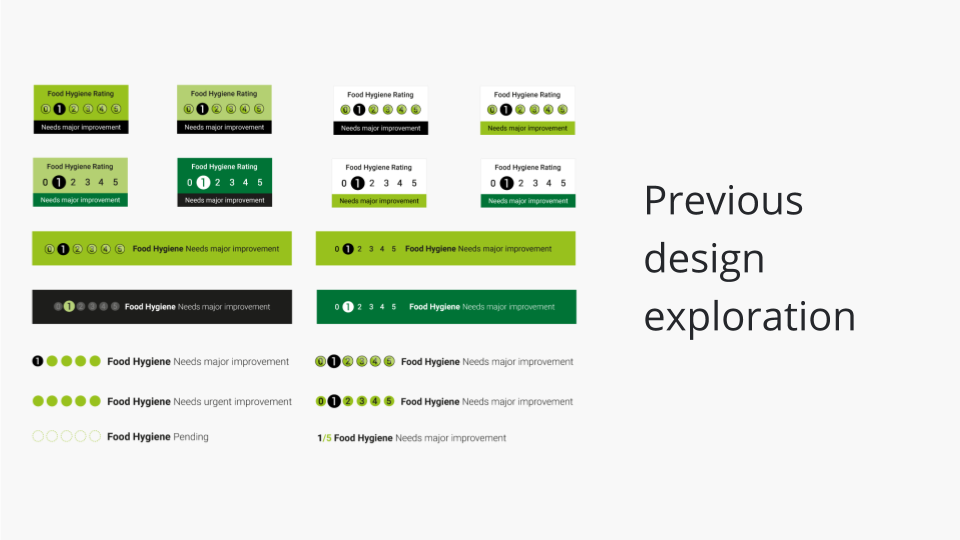 Food Hygiene Rating
0 1 2 3 4 5
Needs major improvement
Food Hygiene Rating
0 1 2 3 4 5
Needs major improvement
Food Hygiene Rating
0 1 2 3 4 5
Needs major improvement
Food Hygiene Rating
0 1 2 3 4 5
Needs major improvement
Food Hygiene Rating
0 1 2 3 4 5
Needs major improvement
Food Hygiene Rating
0 1 2 3 4 5
Needs major improvement
Food Hygiene Rating
0 1 2 3 4 5
Needs major improvement
Food Hygiene Rating
0 1 2 3 4 5
Needs major improvement
0 1 2 3 4 5 Food Hygiene Needs major improvement
0 1 2 3 4 5 Food Hygiene Needs major improvement
0 1 2 3 4 5 Food Hygiene Needs major improvement
0 1 2 3 4 5 Food Hygiene Needs major improvement
1 Food Hygiene Needs major improvement
0 1 2 3 4 5 Food Hygiene Needs major improvement
Food Hygiene Needs urgent improvement
0 1 2 3 4 5 Food Hygiene Needs major improvement
Food Hygiene Pending
1/5 Food Hygiene Needs major improvement
Previous
design
exploration